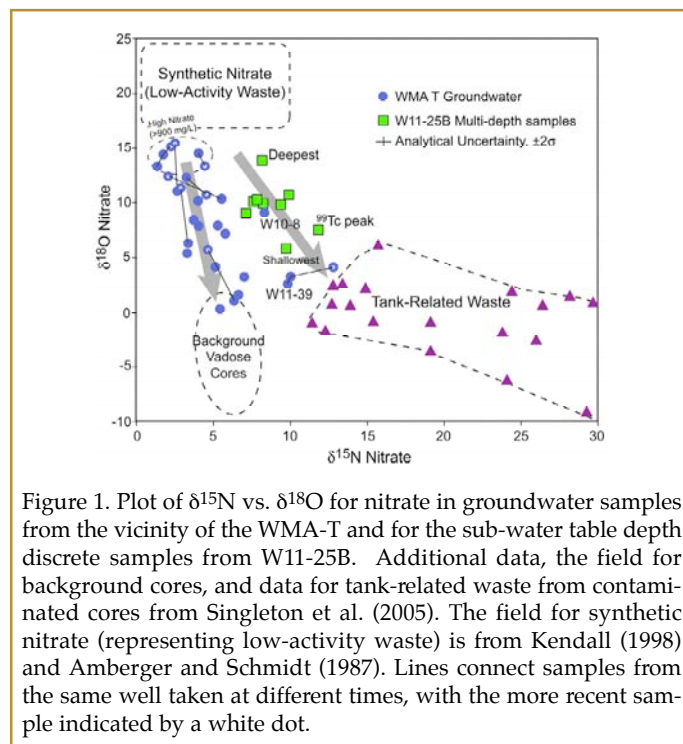 25
20
15
10
5
0
-5
-10
δ18O Nitrate
0
5
10
15
20
25
30
δ15N Nitrate
Synthetic Nitrate
(Low-Activity Waste)
High Nitrate
(>900 mg/L)
WMA T Groundwater
W11-25B Multi-depth samples
Analytical Uncertainty. ±2σ
Deepest
W10-8
99Tc peak
Shallowest
W11-39
Tank-Related Waste
Background
Vadose
Cores
Figure 1. Plot of δ15N vs. δ18O for nitrate in groundwater samples
from the vicinity of the WMA-T and for the sub-water table depth
discrete samples from W11-25B. Additional data, the field for
background cores, and data for tank-related waste from contami-
nated cores from Singleton et al. (2005). The field for synthetic
nitrate (representing low-activity waste) is from Kendall (1998)
and Amberger and Schmidt (1987). Lines connect samples from
the same well taken at different times, with the more recent sam-
ple indicated by a white dot.